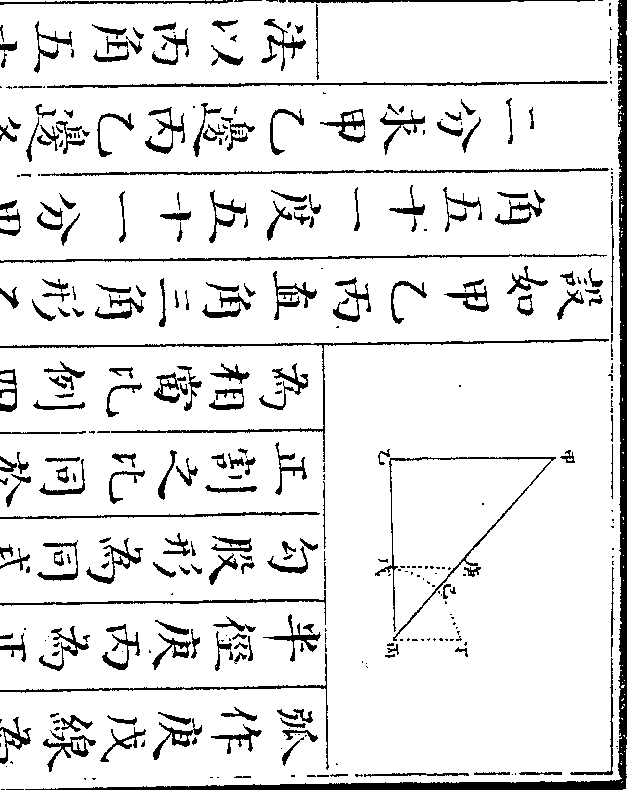 弧作庚戊線為
半徑庚丙為正
勾股形為同式
正割之比同於
為相當比例四
甲
庚
己
丁
乙
戊
丙
設如甲乙丙直角三角形乙
角五十一度五十一分甲
二分求甲乙邊丙乙邊各
法以丙角五十